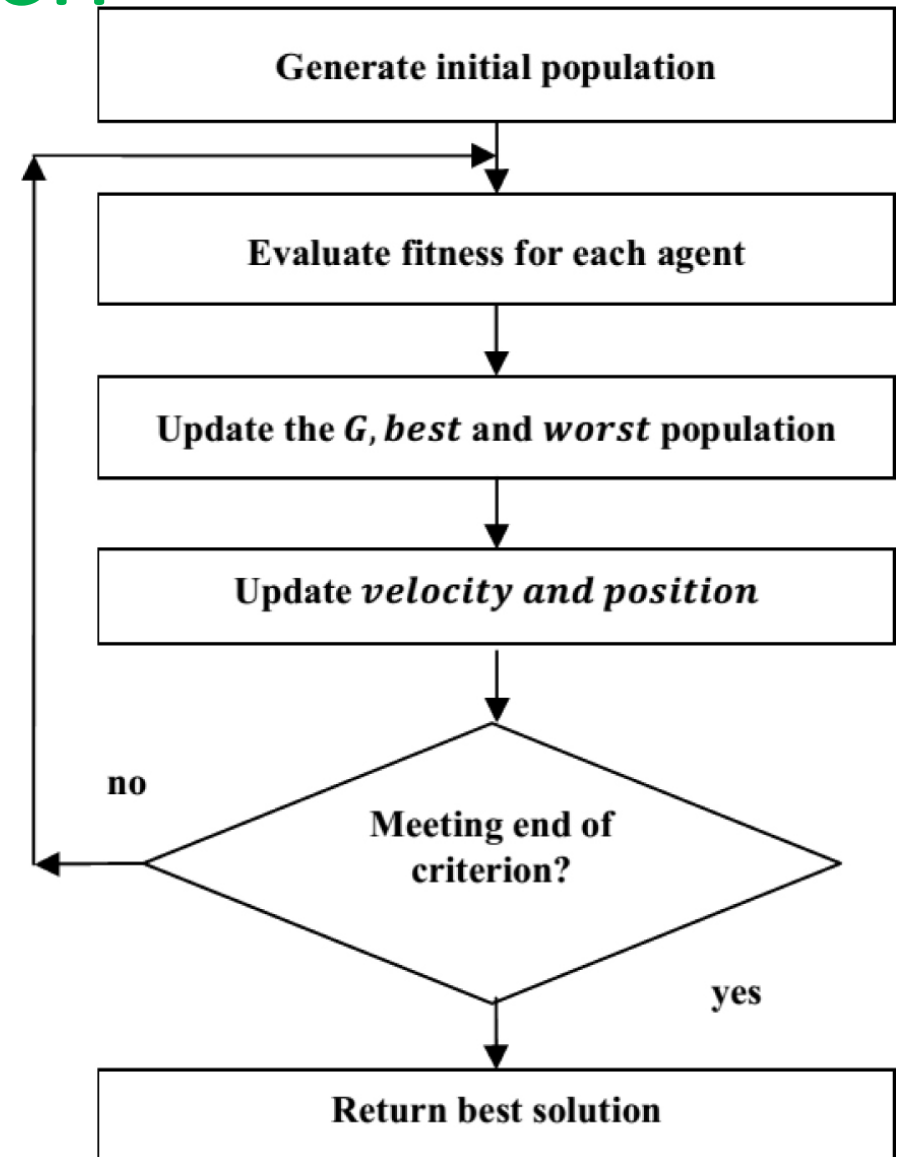 Generate initial population
Evaluate fitness for each agent
Update the G, best and worst population
Update velocity and position
no
Meeting end of
criterion?
yes
Return best solution